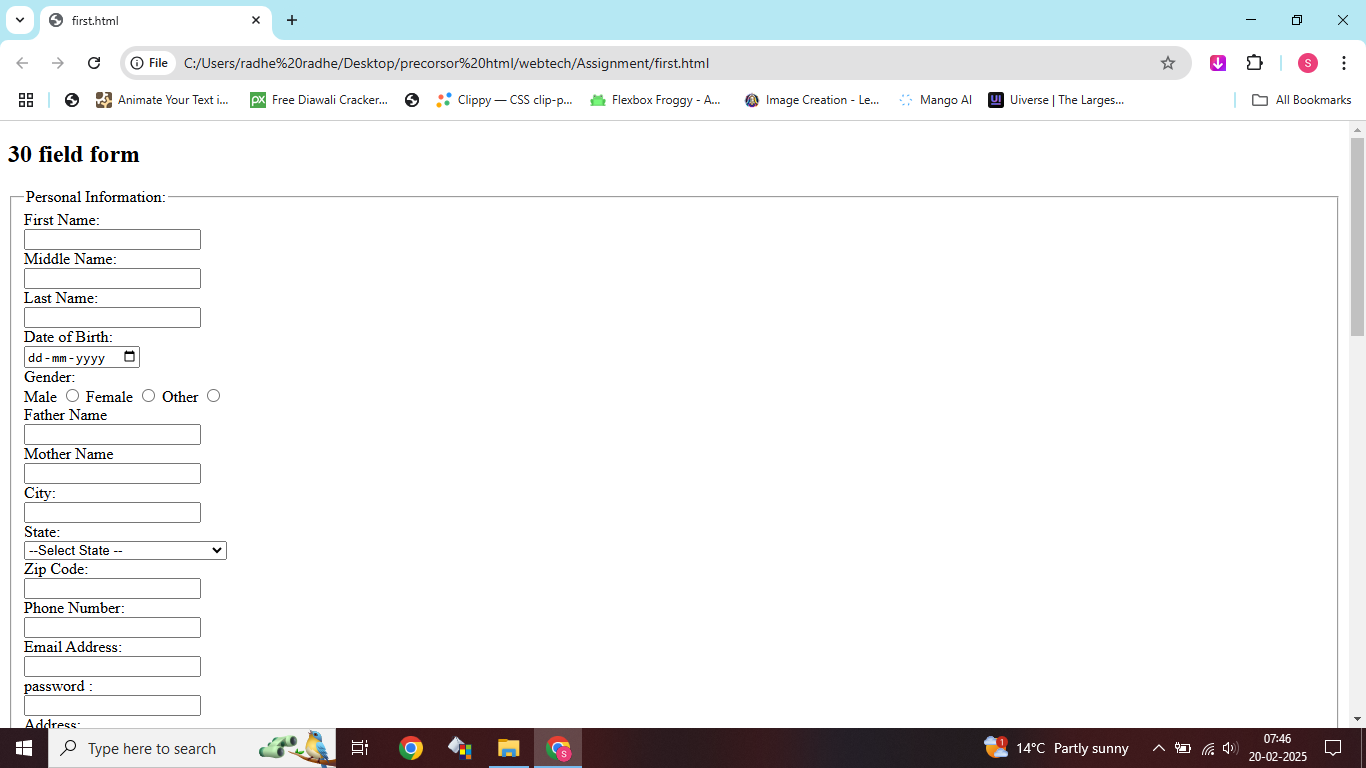 first.html
File C:/Users/radhe%20radhe/Desktop/precorsor%20html/webtech/Assignment/first.html S
Animate Your Text i... Free Diawali Cracker... Clippy — CSS clip-p... Flexbox Froggy - A... Image Creation - Le... Mango AI UI Uiverse | The Larges... All Bookmarks
30 field form
Personal Information:
First Name:
Middle Name:
Last Name:
Date of Birth:
dd-mm-yyyy
Gender:
Male Female Other
Father Name
Mother Name
City:
State:
--Select State --
Zip Code:
Phone Number:
Email Address:
password :
Address:
Type here to search S 1 14°C Partly sunny 07:46
20-02-2025